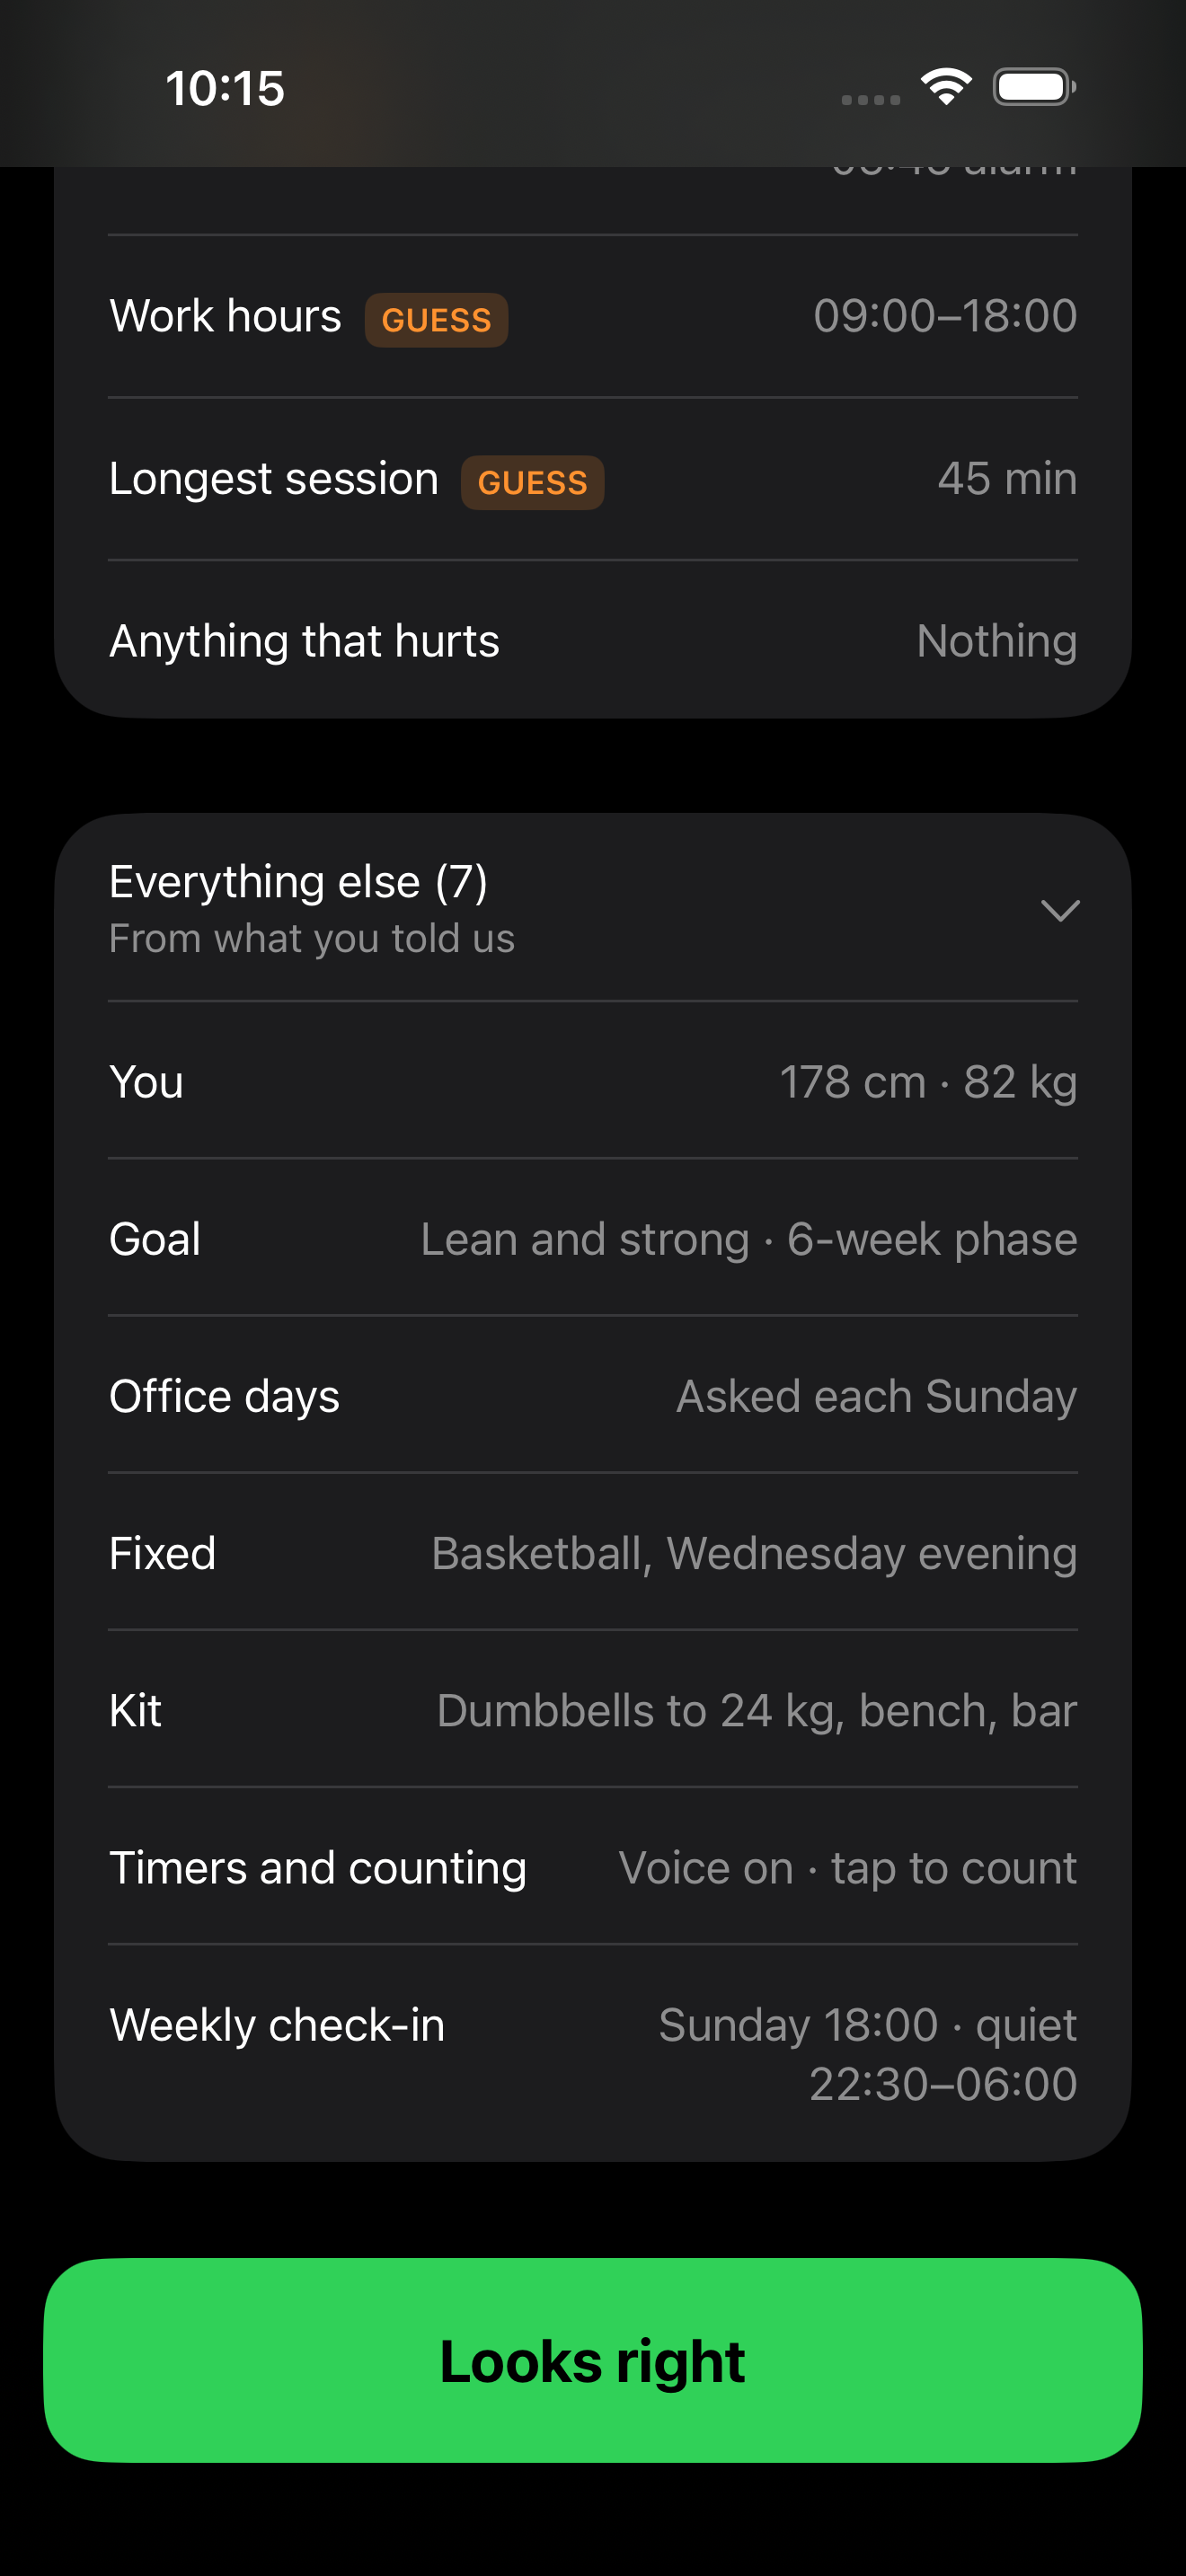 10:15
alarm
Work hours GUESS 09:00–18:00
Longest session GUESS 45 min
Anything that hurts Nothing
Everything else (7)
From what you told us
You 178 cm · 82 kg
Goal Lean and strong · 6-week phase
Office days Asked each Sunday
Fixed Basketball, Wednesday evening
Kit Dumbbells to 24 kg, bench, bar
Timers and counting Voice on · tap to count
Weekly check-in Sunday 18:00 · quiet
22:30–06:00
Looks right